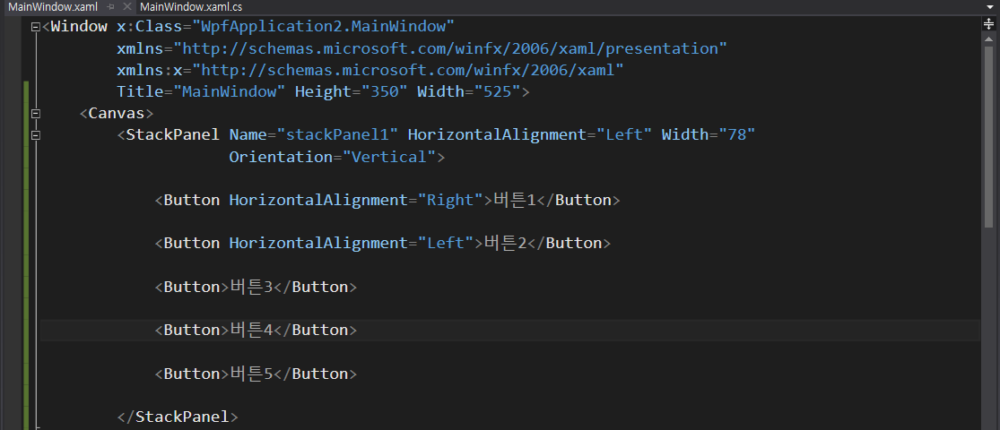 MainWindow.xaml MainWindow.xaml.cs
<Window x:Class="WpfApplication2.MainWindow"
xmlns="http://schemas.microsoft.com/winfx/2006/xaml/presentation"
xmlns:x="http://schemas.microsoft.com/winfx/2006/xaml"
Title="MainWindow" Height="350" Width="525">
<Canvas>
<StackPanel Name="stackPanel1" HorizontalAlignment="Left" Width="78"
Orientation="Vertical">
<Button HorizontalAlignment="Right">버튼1</Button>
<Button HorizontalAlignment="Left">버튼2</Button>
<Button>버튼3</Button>
<Button>버튼4</Button>
<Button>버튼5</Button>
</StackPanel>